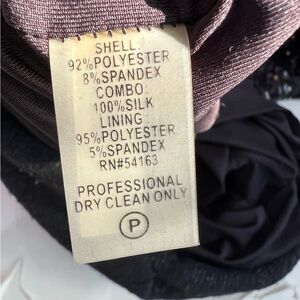 SHELL:
92%POLYESTER
8%SPANDEX
COMBO:
100%SILK
LINING:
95%POLYESTER
5%SPANDEX
RN#54163
PROFESSIONAL
DRY CLEAN ONLY
P